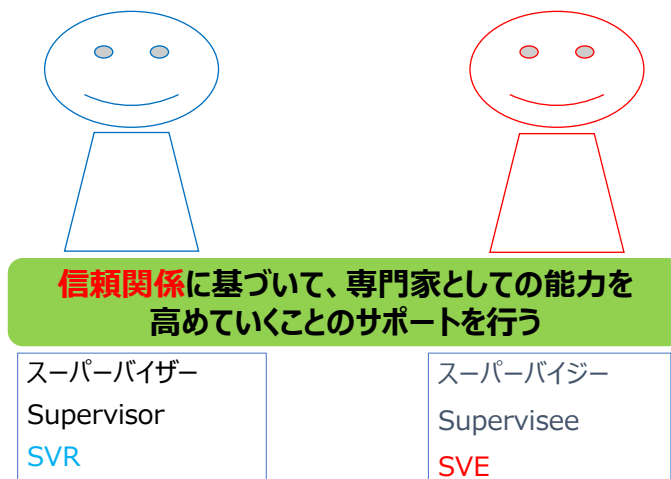 信頼関係に基づいて、専門家としての能力を
高めていくことのサポートを行う
スーパーバイザー
Supervisor
SVR
スーパーバイジー
Supervisee
SVE